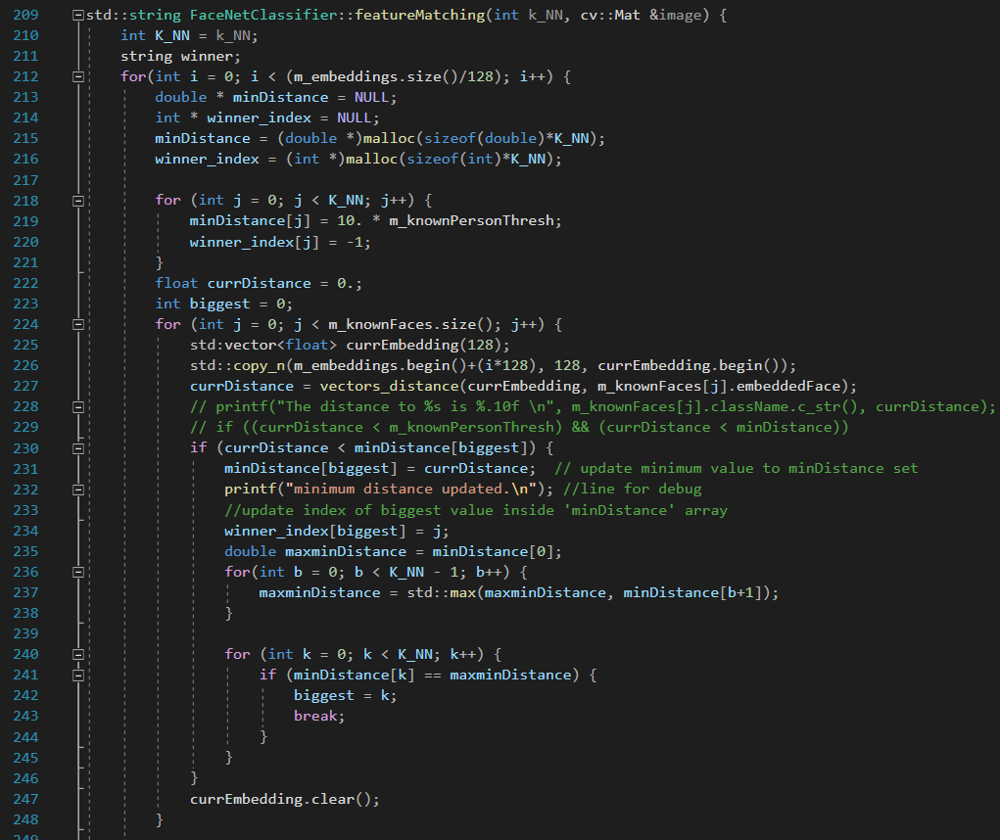 209 std::string FaceNetClassifier::featureMatching(int k_NN, cv::Mat &image) {
210 int K_NN = k_NN;
211 string winner;
212 for(int i = 0; i < (m_embeddings.size()/128); i++) {
213 double * minDistance = NULL;
214 int * winner_index = NULL;
215 minDistance = (double *)malloc(sizeof(double)*K_NN);
216 winner_index = (int *)malloc(sizeof(int)*K_NN);
217
218 for (int j = 0; j < K_NN; j++) {
219 minDistance[j] = 10. * m_knownPersonThresh;
220 winner_index[j] = -1;
221 }
222 float currDistance = 0.;
223 int biggest = 0;
224 for (int j = 0; j < m_knownFaces.size(); j++) {
225 std:vector<float> currEmbedding(128);
226 std::copy_n(m_embeddings.begin()+(i*128), 128, currEmbedding.begin());
227 currDistance = vectors_distance(currEmbedding, m_knownFaces[j].embeddedFace);
228 // printf("The distance to %s is %.10f \n", m_knownFaces[j].className.c_str(), currDistance);
229 // if ((currDistance < m_knownPersonThresh) && (currDistance < minDistance))
230 if (currDistance < minDistance[biggest]) {
231 minDistance[biggest] = currDistance; // update minimum value to minDistance set
232 printf("minimum distance updated.\n"); //line for debug
233 //update index of biggest value inside 'minDistance' array
234 winner_index[biggest] = j;
235 double maxminDistance = minDistance[0];
236 for(int b = 0; b < K_NN - 1; b++) {
237 maxminDistance = std::max(maxminDistance, minDistance[b+1]);
238 }
239
240 for (int k = 0; k < K_NN; k++) {
241 if (minDistance[k] == maxminDistance) {
242 biggest = k;
243 break;
244 }
245 }
246 }
247 currEmbedding.clear();
248 }
249